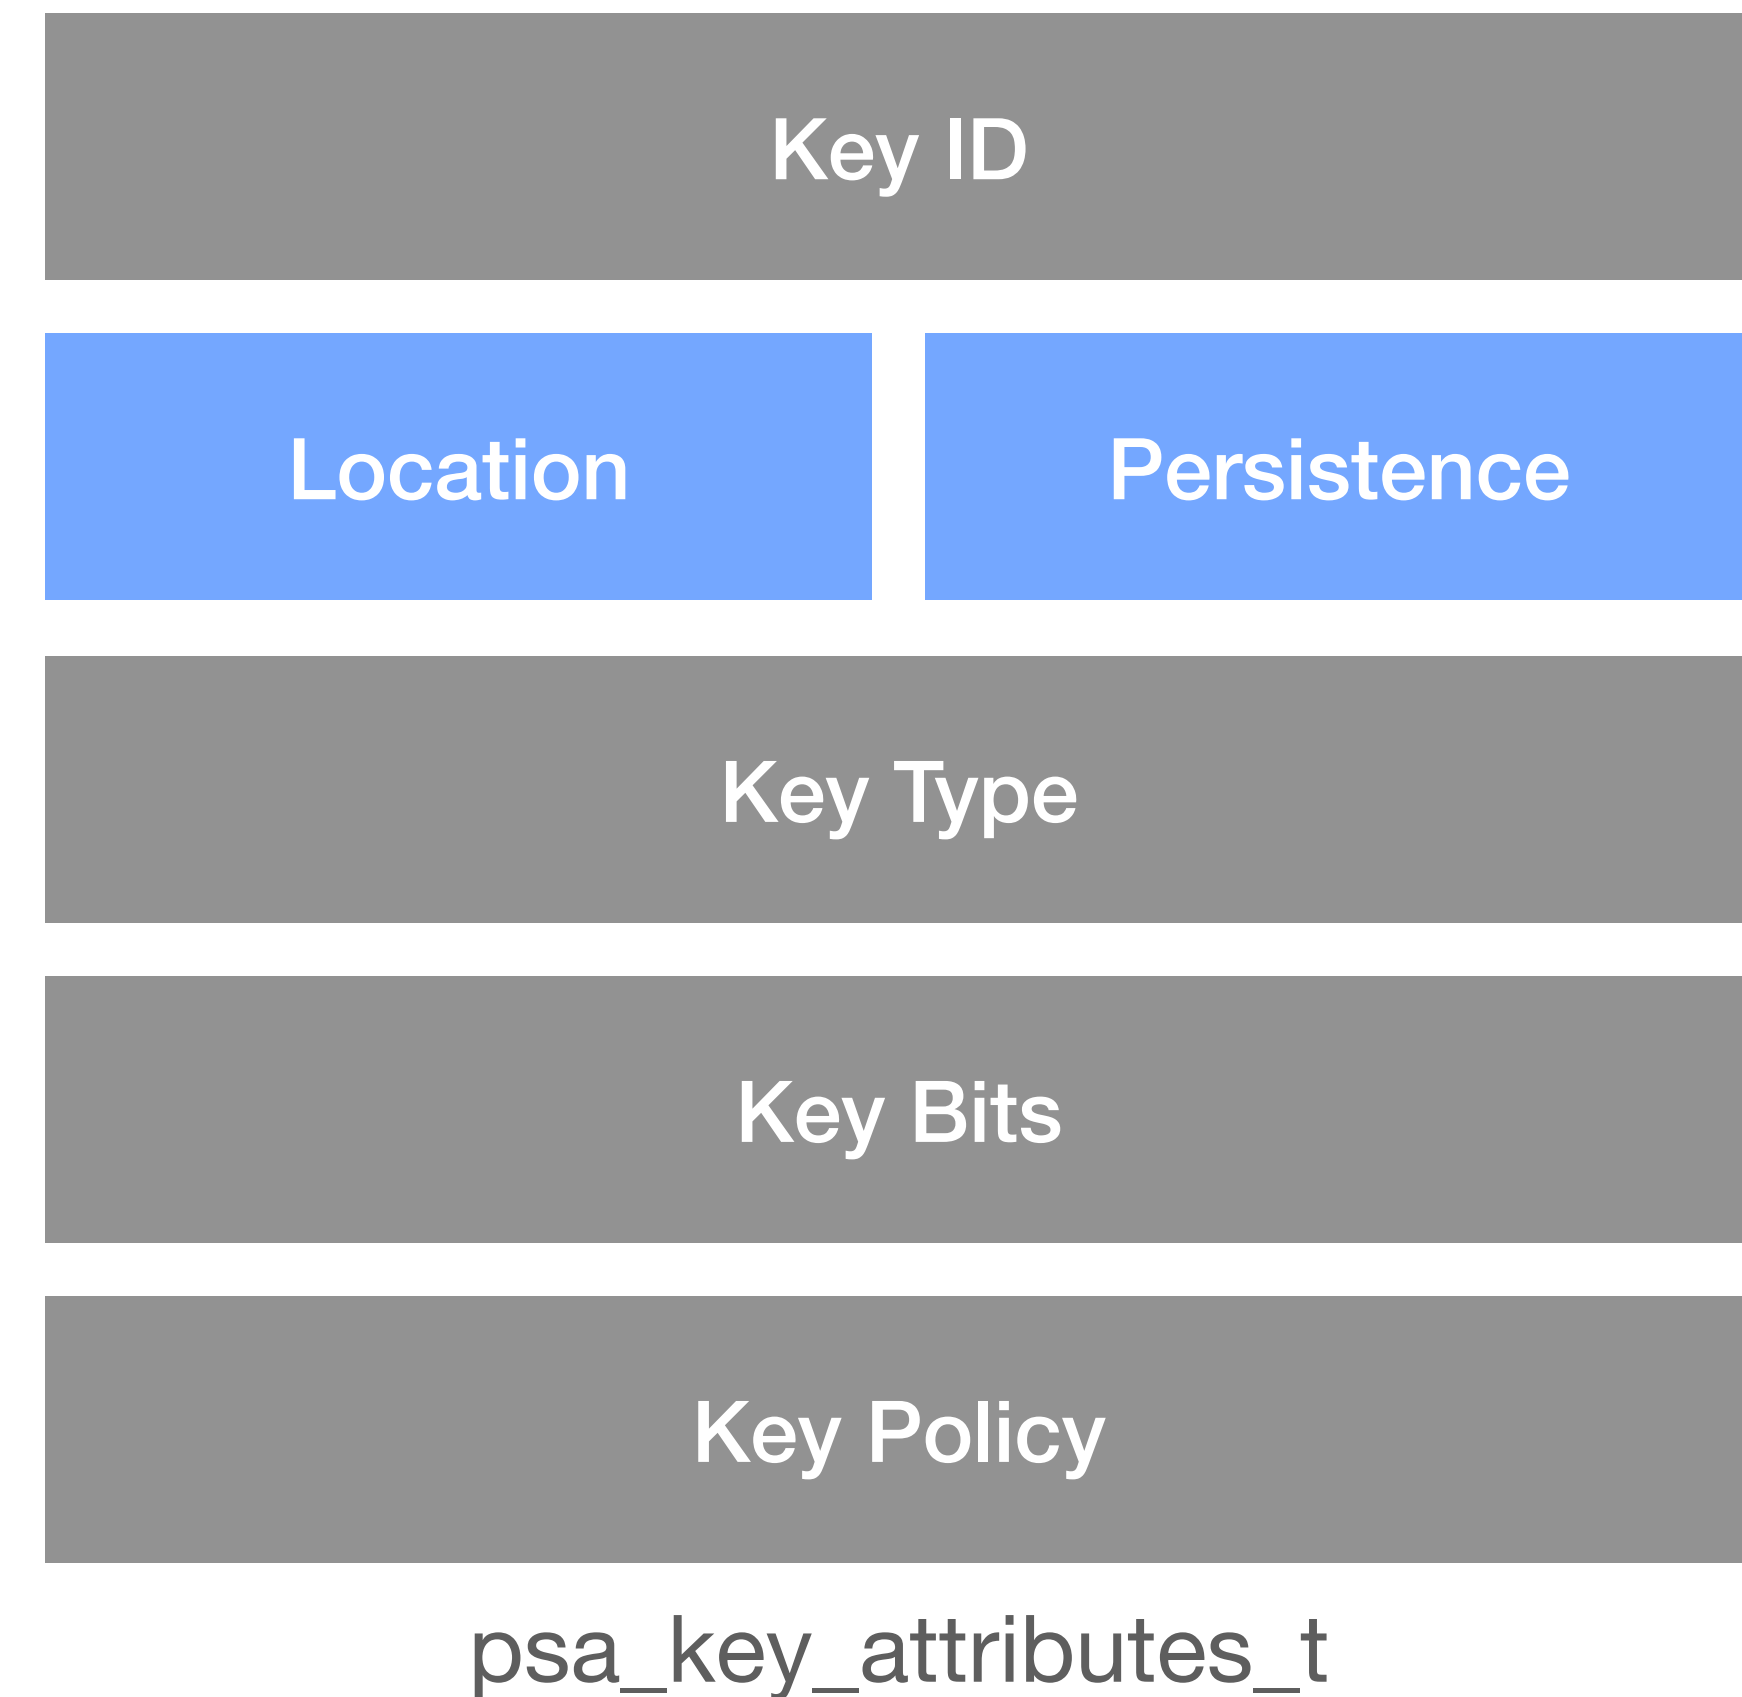 Key ID
Location Persistence
Key Type
Key Bits
Key Policy
psa_key_attributes_t